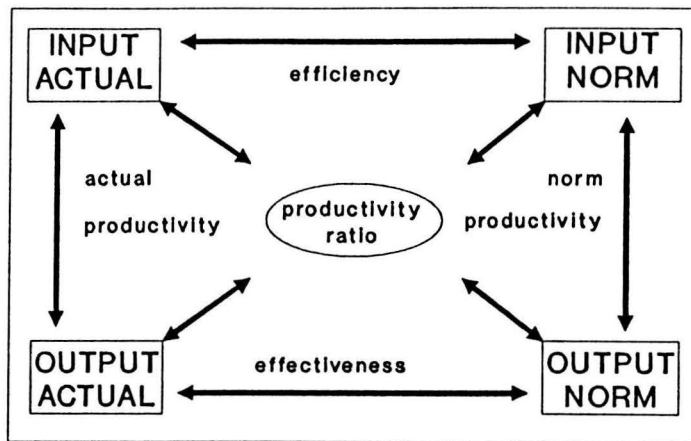 INPUT
ACTUAL
efficiency
INPUT
NORM
actual
productivity
productivity
ratio
norm
productivity
OUTPUT
ACTUAL
effectiveness
OUTPUT
NORM